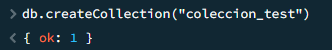 > db.createCollection("coleccion_test")
< { ok: 1 }